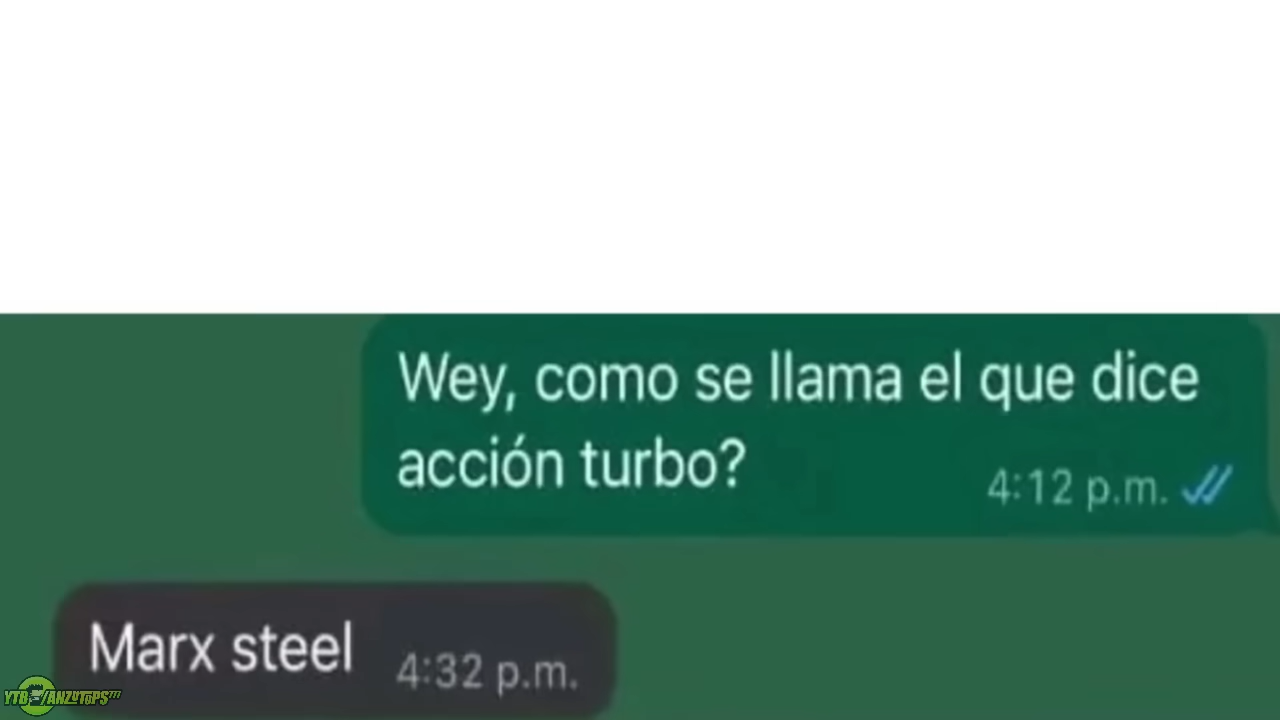 Wey, como se llama el que dice
acción turbo?
4:12 p.m.
Marx steel
4:32 p.m.